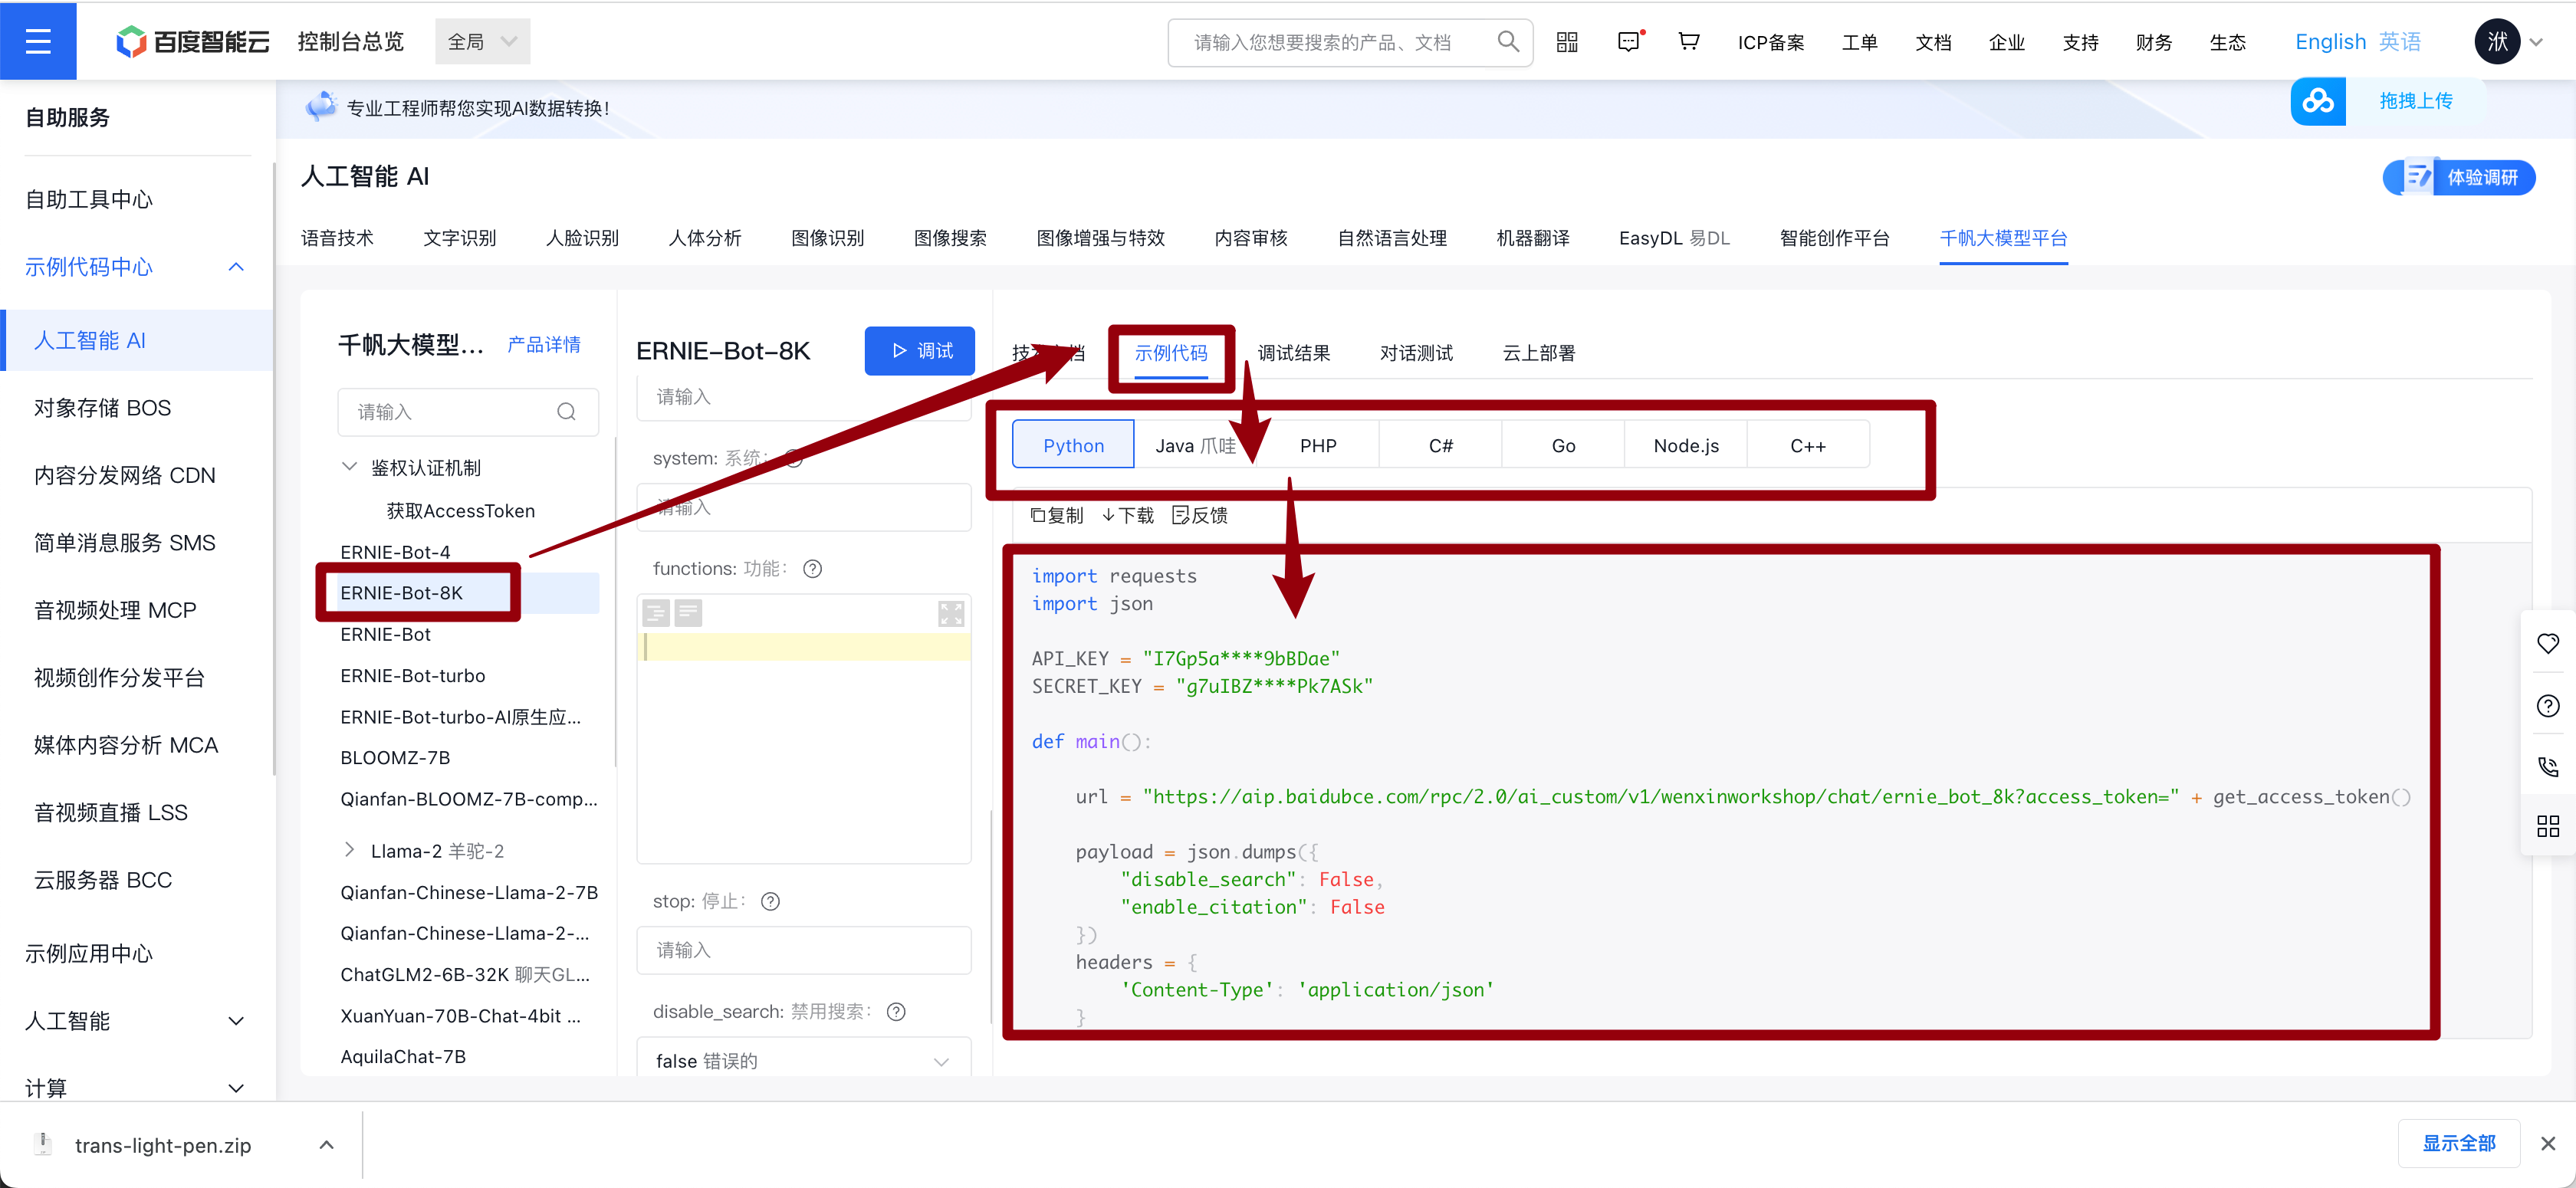 百度智能云
控制台总览
全局
请输入您想要搜索的产品、文档
ICP备案
工单
文档
企业
支持
财务
生态
English 英语
洑
自助服务
自助工具中心
示例代码中心
人工智能 AI
对象存储 BOS
内容分发网络 CDN
简单消息服务 SMS
音视频处理 MCP
视频创作分发平台
媒体内容分析 MCA
音视频直播 LSS
云服务器 BCC
示例应用中心
人工智能
计算
专业工程师帮您实现AI数据转换！
拖拽上传
人工智能 AI
体验调研
语音技术
文字识别
人脸识别
人体分析
图像识别
图像搜索
图像增强与特效
内容审核
自然语言处理
机器翻译
EasyDL 易DL
智能创作平台
千帆大模型平台
千帆大模型...
产品详情
请输入
鉴权认证机制
获取AccessToken
ERNIE-Bot-4
ERNIE-Bot-8K
ERNIE-Bot
ERNIE-Bot-turbo
ERNIE-Bot-turbo-AI原生应...
BLOOMZ-7B
Qianfan-BLOOMZ-7B-comp...
Llama-2 羊驼-2
Qianfan-Chinese-Llama-2-7B
Qianfan-Chinese-Llama-2-...
ChatGLM2-6B-32K 聊天GL...
XuanYuan-70B-Chat-4bit ...
AquilaChat-7B
ERNIE-Bot-8K
调试
请输入
system: 系统：
请输入
functions: 功能：
stop: 停止：
请输入
disable_search: 禁用搜索：
false 错误的
示例代码
调试结果
对话测试
云上部署
Python
Java 爪哇
PHP
C#
Go
Node.js
C++
复制
下载
反馈
import requests
import json
API_KEY = "I7Gp5a****9bBDae"
SECRET_KEY = "g7uIBZ****Pk7ASk"
def main():
url = "https://aip.baidubce.com/rpc/2.0/ai_custom/v1/wenxinworkshop/chat/ernie_bot_8k?access_token=" + get_access_token()
payload = json.dumps({
"disable_search": False,
"enable_citation": False
})
headers = {
'Content-Type': 'application/json'
}
trans-light-pen.zip
显示全部